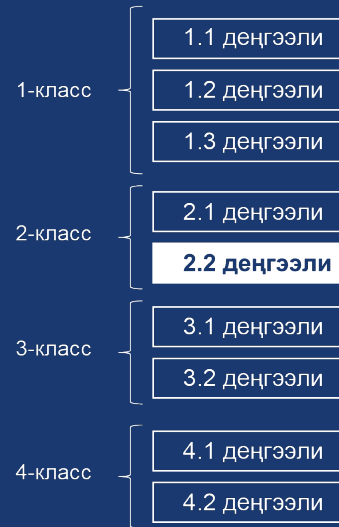 1-класс
1.1 деңгээли
1.2 деңгээли
1.3 деңгээли
2-класс
2.1 деңгээли
2.2 деңгээли
3-класс
3.1 деңгээли
3.2 деңгээли
4-класс
4.1 деңгээли
4.2 деңгээли